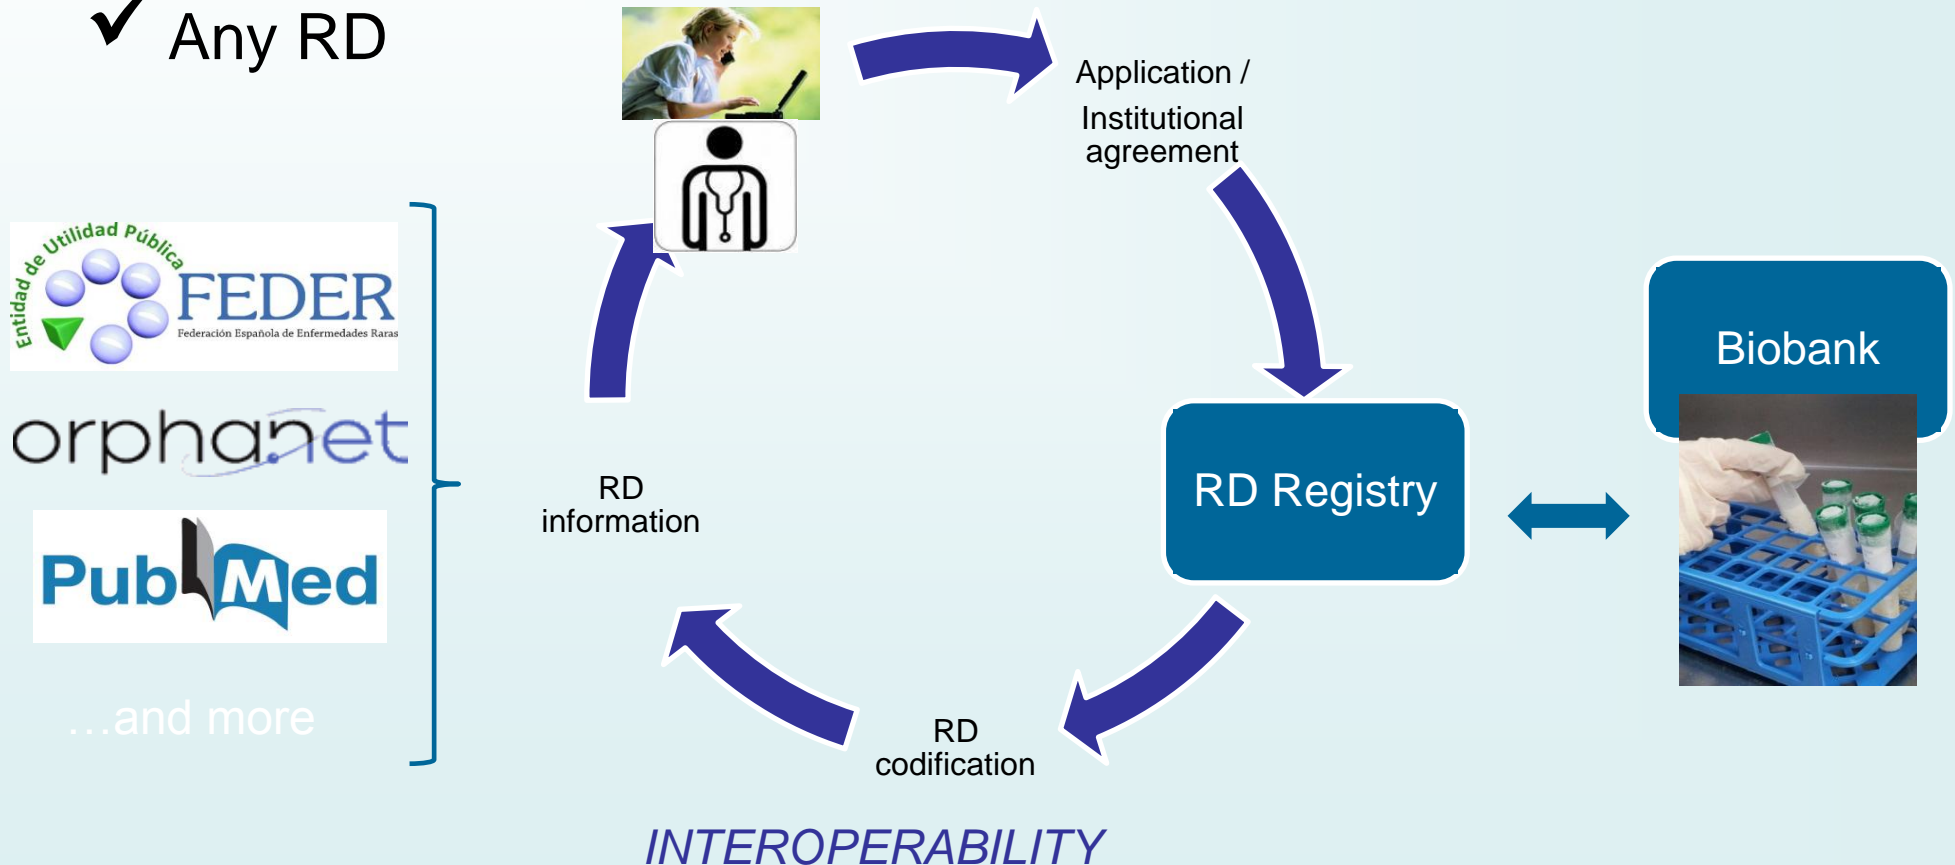 ✓ Any RD
Application /
Institutional
agreement
Entidad de Utilidad Pública
FEDER
Federación Española de Enfermedades Raras
orphanet
PubMed
…and more
RD
information
RD Registry
Biobank
RD
codification
INTEROPERABILITY